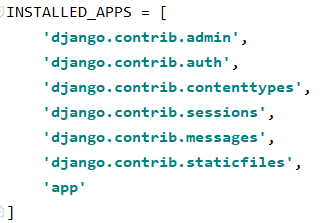 INSTALLED_APPS = [
    'django.contrib.admin',
    'django.contrib.auth',
    'django.contrib.contenttypes',
    'django.contrib.sessions',
    'django.contrib.messages',
    'django.contrib.staticfiles',
    'app'
]